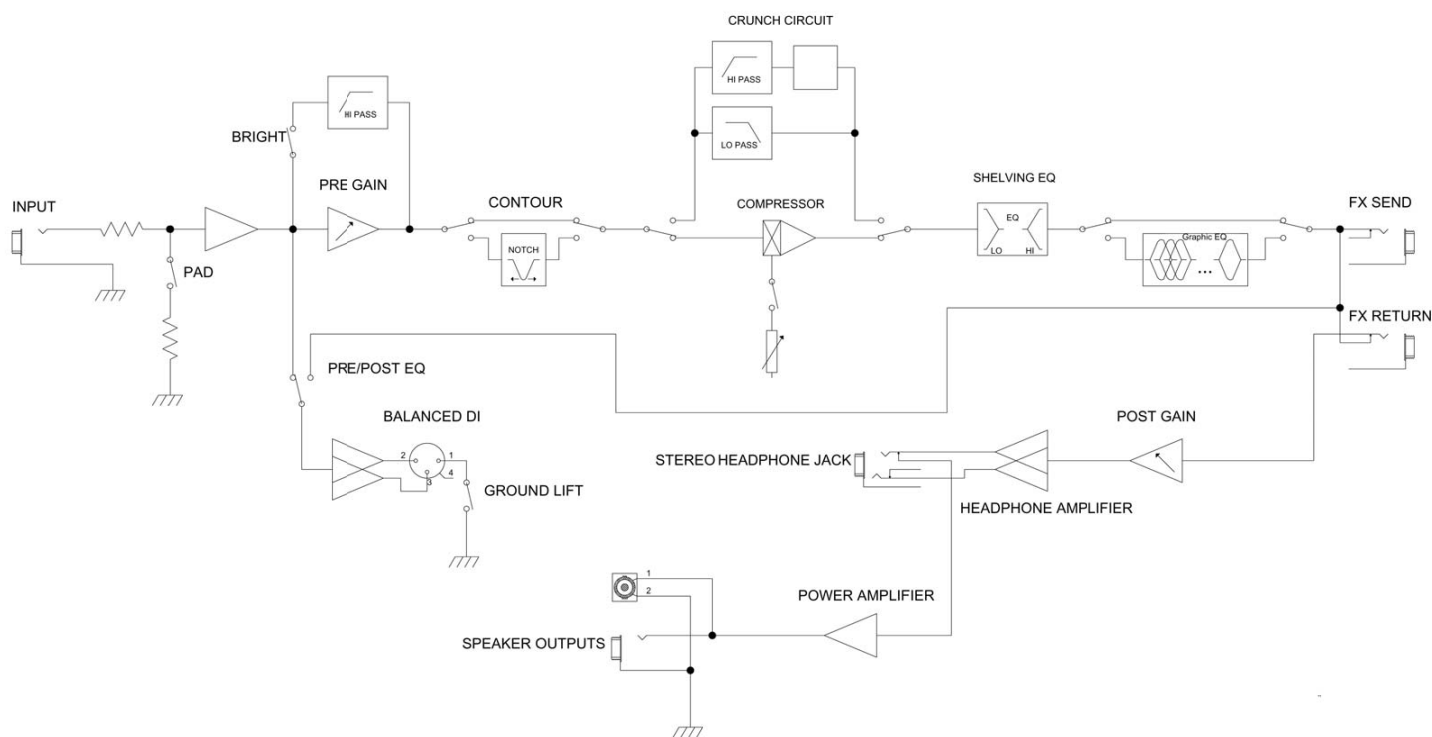 CRUNCH CIRCUIT
HI PASS
HI PASS
BRIGHT
LO PASS
PRE GAIN
SHELVING EQ
INPUT
CONTOUR
COMPRESSOR
FX SEND
EQ
LO
HI
Graphic EQ
...
NOTCH
PAD
FX RETURN
PRE/POST EQ
BALANCED DI
POST GAIN
2
1
3
4
STEREO HEADPHONE JACK
GROUND LIFT
HEADPHONE AMPLIFIER
1
2
POWER AMPLIFIER
SPEAKER OUTPUTS